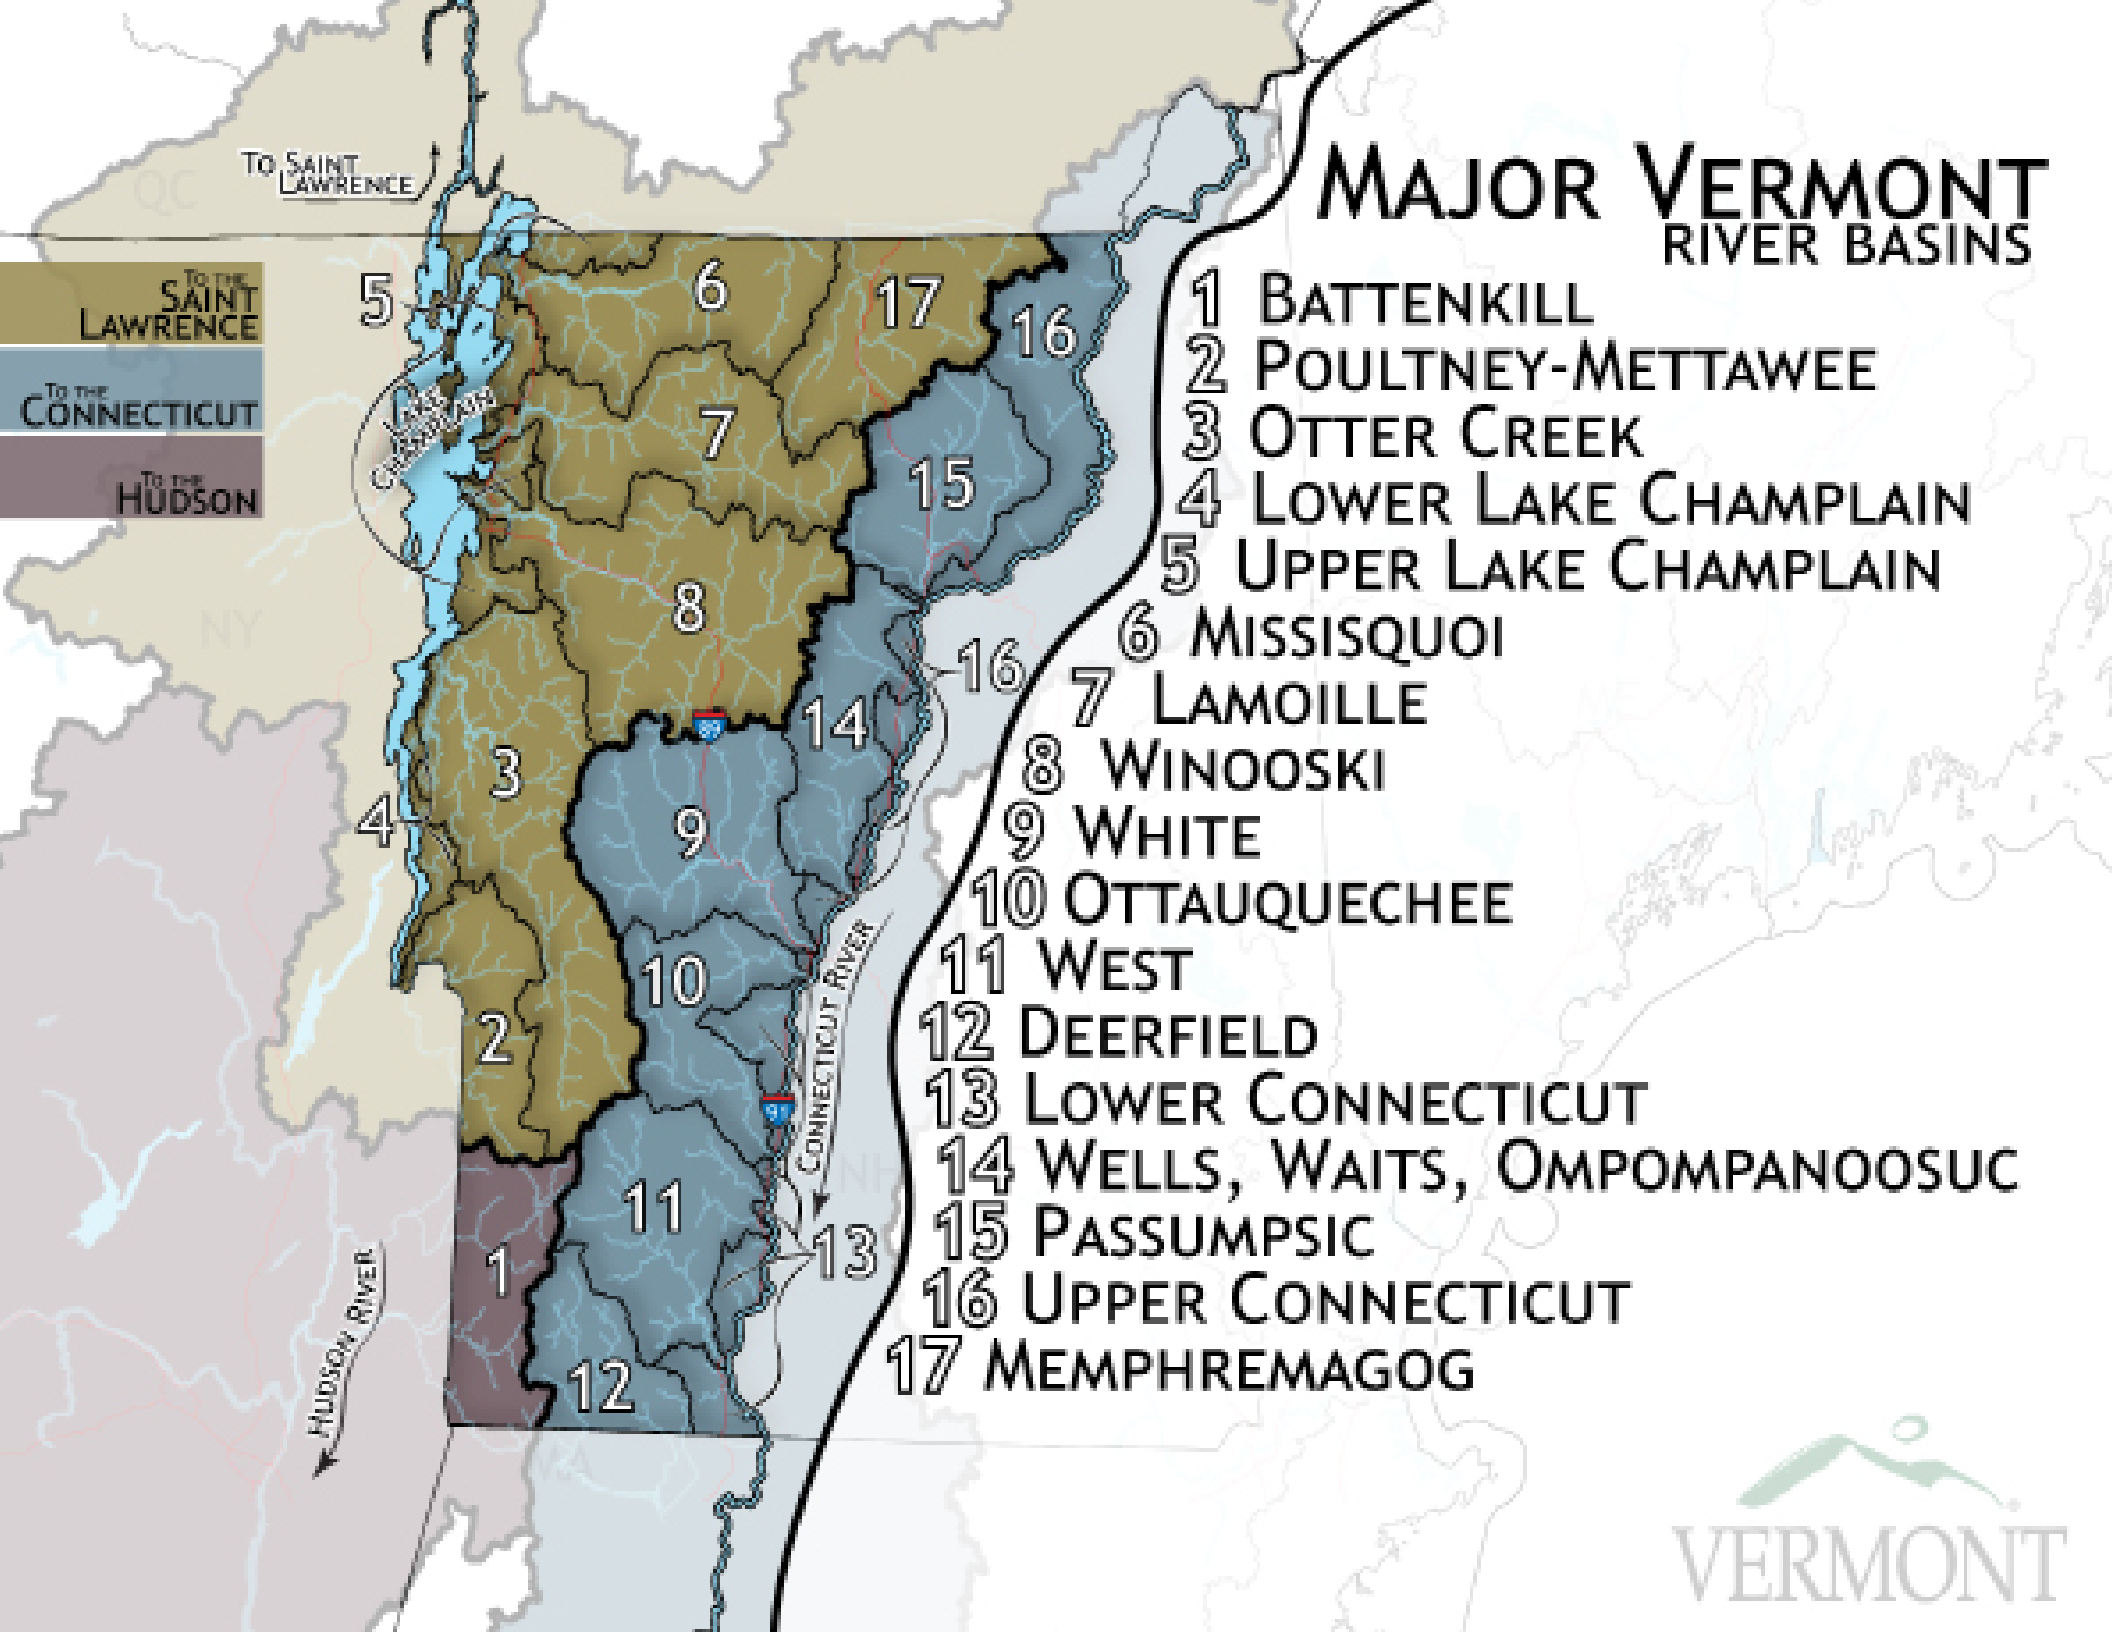 MAJOR VERMONT
RIVER BASINS
1 BATTENKILL
2 POULTNEY-METTAWEE
3 OTTER CREEK
4 LOWER LAKE CHAMPLAIN
5 UPPER LAKE CHAMPLAIN
6 MISSISQUOI
7 LAMOILLE
8 WINOOSKI
9 WHITE
10 OTTAUQUECHEE
11 WEST
12 DEERFIELD
13 LOWER CONNECTICUT
14 WELLS, WAITS, OMPOMPANOOSUC
15 PASSUMPSIC
16 UPPER CONNECTICUT
17 MEMPHREMAGOG
QC
TO SAINT
LAWRENCE
TO THE
SAINT
LAWRENCE
TO THE
CONNECTICUT
TO THE
HUDSON
5
6
17
16
LAKE
CHAMPLAIN
7
15
NY
8
16
14
3
4
9
10
CONNECTICUT RIVER
2
91
NH
11
13
1
HUDSON RIVER
12
MA
VERMONT